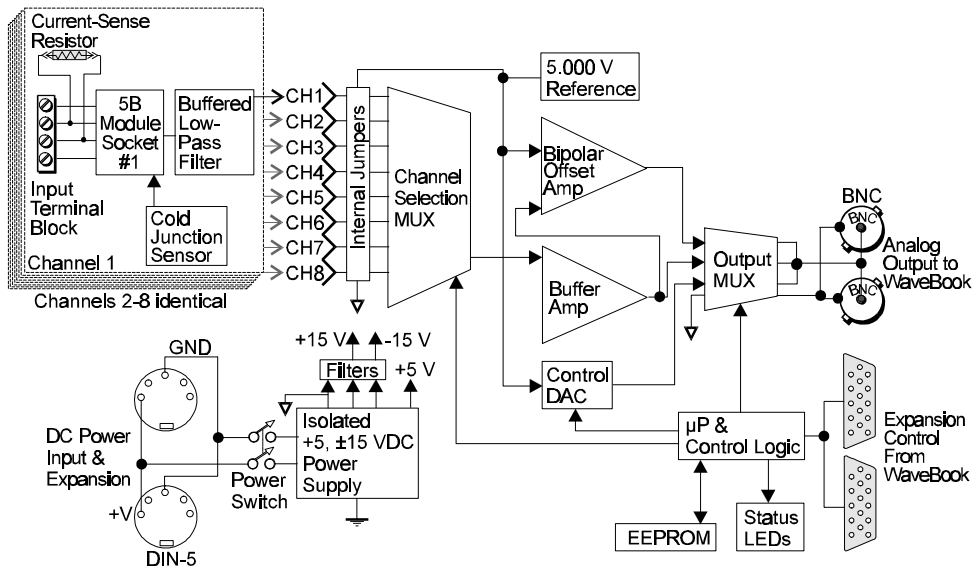 Current-Sense
Resistor
5B
Module
Socket
#1
Buffered
Low-
Pass
Filter
Input
Terminal
Block
Cold
Junction
Sensor
Channel 1
Channels 2-8 identical
CH1
CH2
CH3
CH4
CH5
CH6
CH7
CH8
Internal Jumpers
Channel
Selection
MUX
5.000 V
Reference
Bipolar
Offset
Amp
Buffer
Amp
Output
MUX
BNC
BNC
BNC
Analog
Output to
WaveBook
Control
DAC
µP &
Control Logic
EEPROM
Status
LEDs
Expansion
Control
From
WaveBook
+15 V
-15 V
Filters
+5 V
Isolated
+5, ±15 VDC
Power
Supply
GND
DC Power
Input &
Expansion
Power
Switch
+V
DIN-5